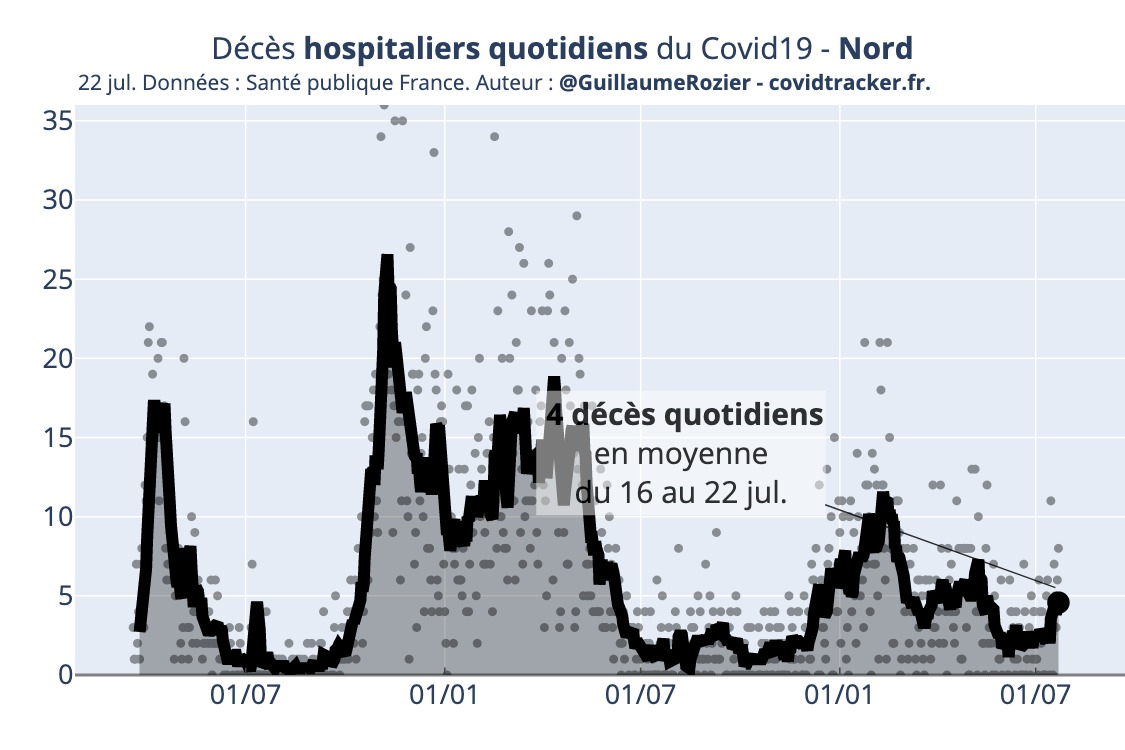 Décès hospitaliers quotidiens du Covid19 - Nord
22 jul. Données : Santé publique France. Auteur : @GuillaumeRozier - covidtracker.fr.
35
30
25
20
15
10
5
0
4 décès quotidiens
en moyenne
du 16 au 22 jul.
01/07
01/01
01/07
01/01
01/07